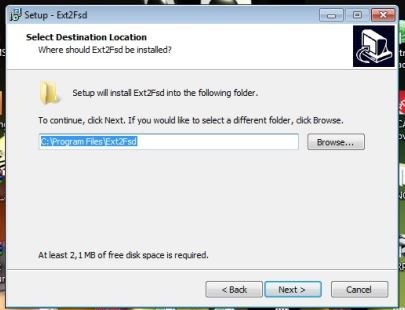 Setup - Ext2Fsd
Select Destination Location
Where should Ext2Fsd be installed?
Setup will install Ext2Fsd into the following folder.
To continue, click Next. If you would like to select a different folder, click Browse.
C:\Program Files\Ext2Fsd
Browse...
At least 2,1 MB of free disk space is required.
< Back
Next >
Cancel